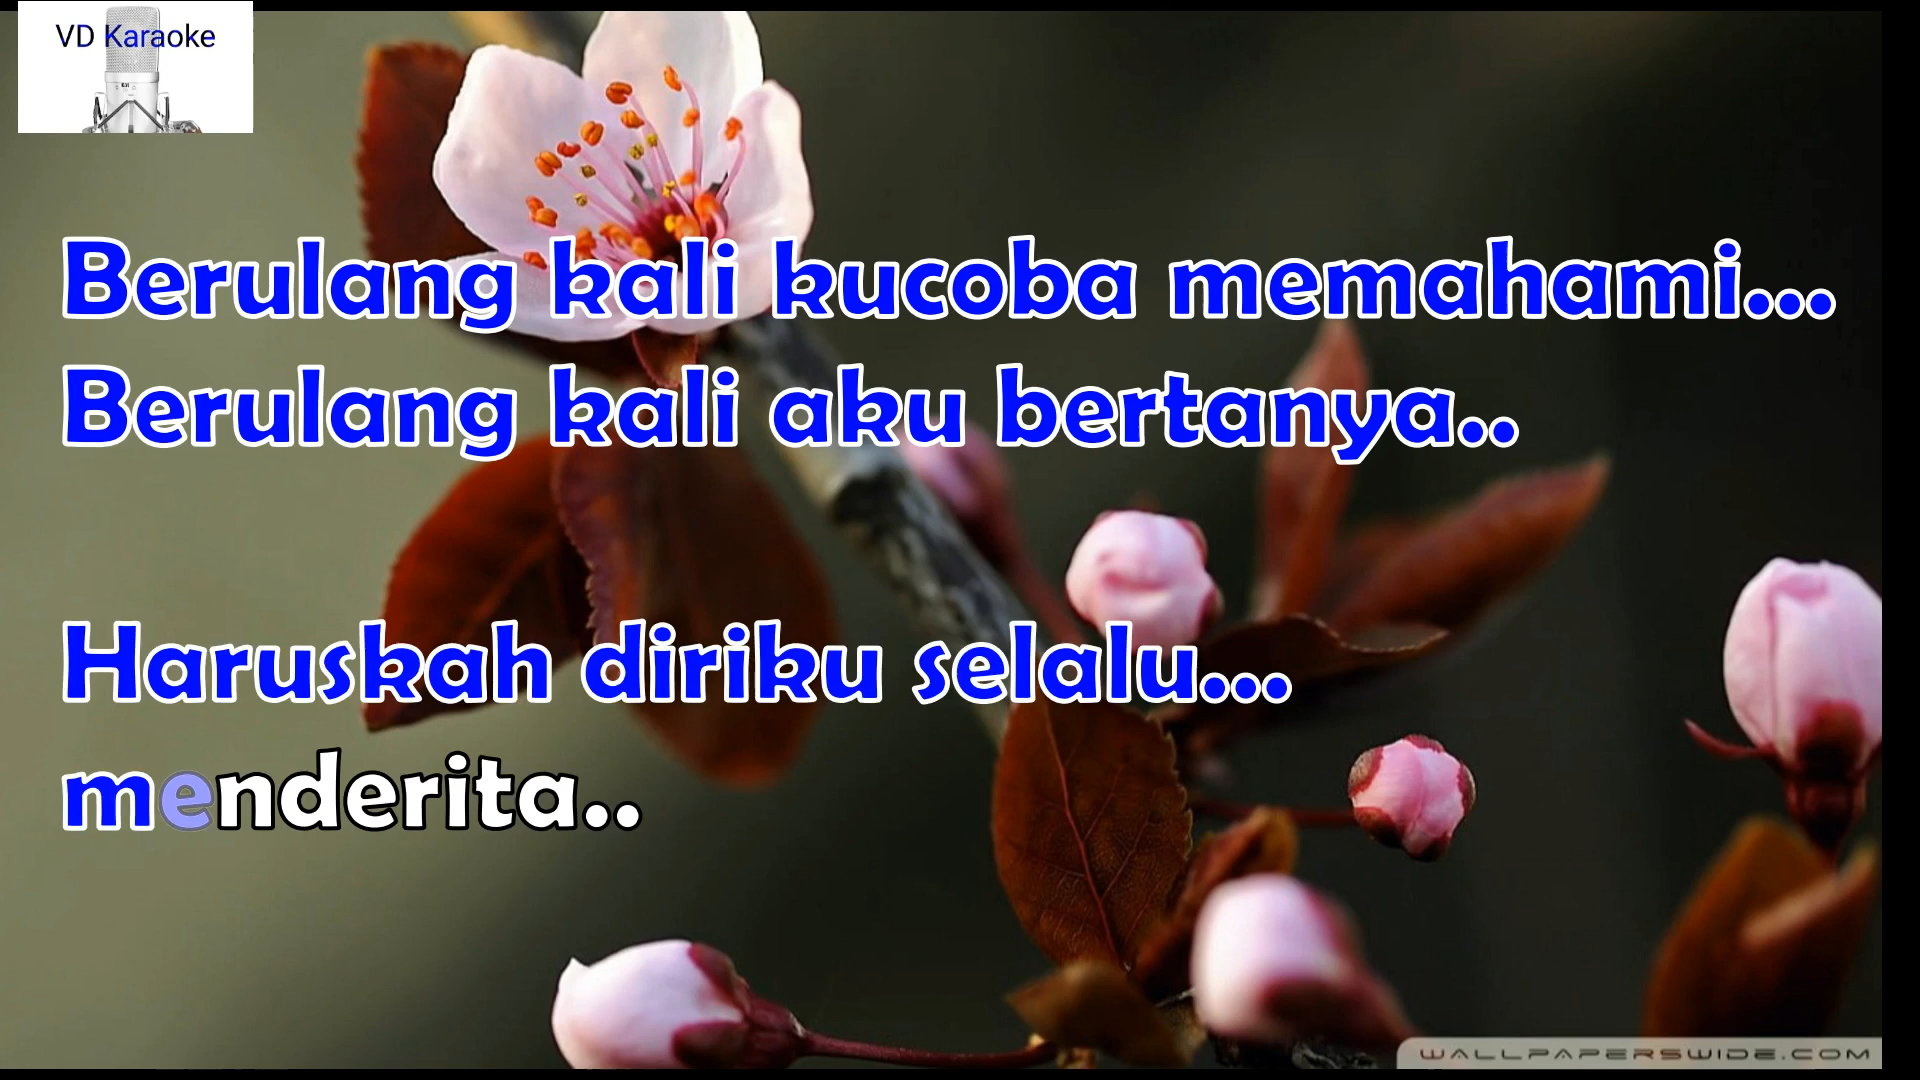 VD Karaoke
Berulang kali kucoba memahami...
Berulang kali aku bertanya..
Haruskah diriku selalu...
menderita..
WALLPAPERSWIDE.COM